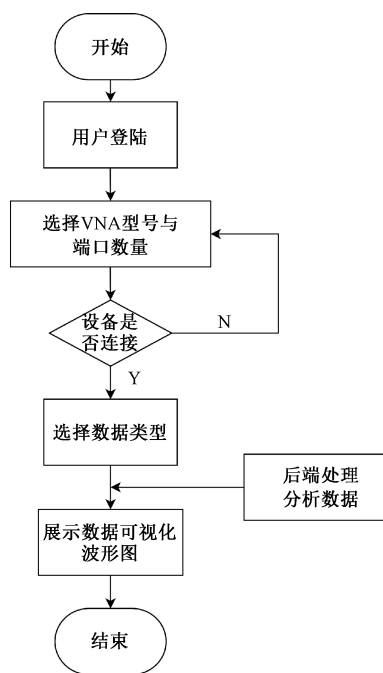 开始
用户登陆
选择VNA型号与
端口数量
设备是
否连接
N
Y
选择数据类型
后端处理
分析数据
展示数据可视化
波形图
结束